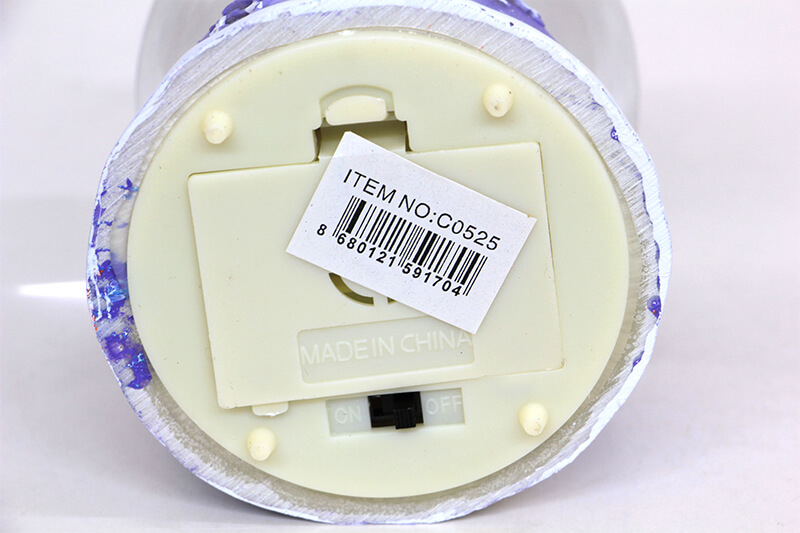 ITEM NO:C0525
8 680121 591704
MADE IN CHINA
ON OFF